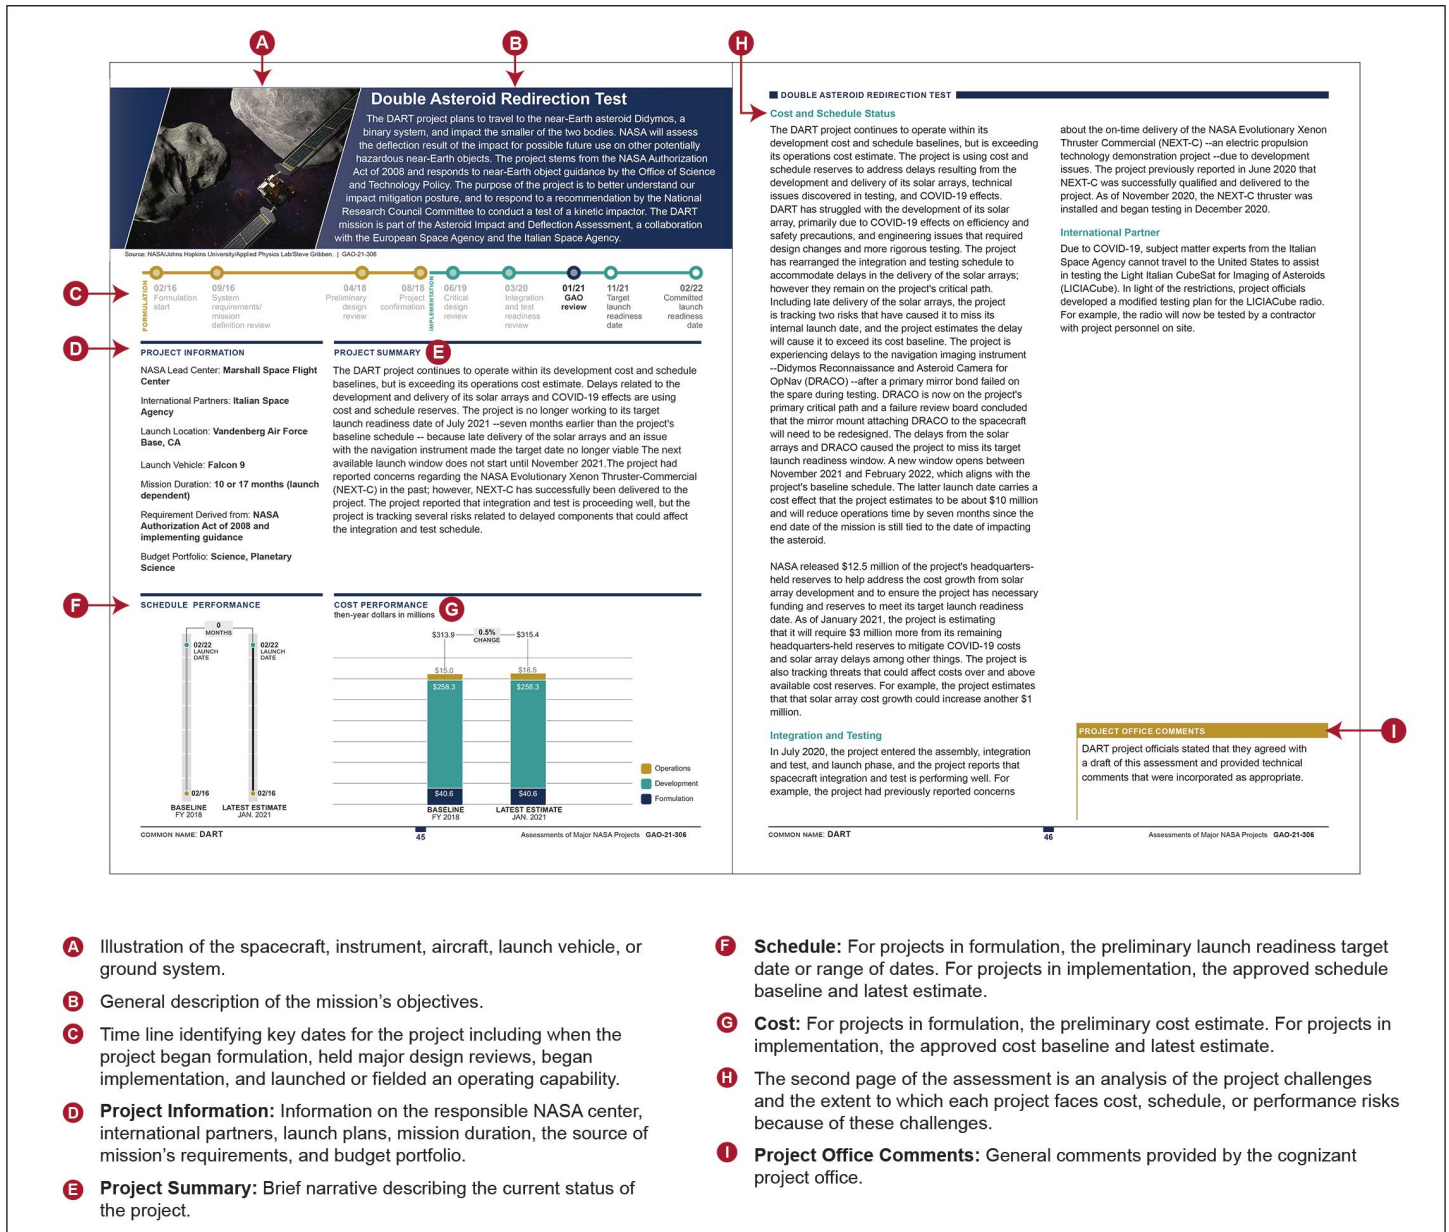 A
B
H
Double Asteroid Redirection Test
The DART project plans to travel to the near-Earth asteroid Didymos, a
binary system, and impact the smaller of the two bodies. NASA will assess
the deflection result of the impact for possible future use on other potentially
hazardous near-Earth objects. The project stems from the NASA Authorization
Act of 2008 and responds to near-Earth object guidance by the Office of Science
and Technology Policy. The purpose of the project is to better understand our
impact mitigation posture, and to respond to a recommendation by the National
Research Council Committee to conduct a test of a kinetic impactor. The DART
mission is part of the Asteroid Impact and Deflection Assessment, a collaboration
with the European Space Agency and the Italian Space Agency.
Source: NASA/Johns Hopkins University/Applied Physics Lab/Steve Gribben. | GAO-21-306
C
FORMULATION
02/16
Formulation
start
09/16
System
requirements/
mission
definition review
04/18
Preliminary
design
review
08/18
Project
confirmation
IMPLEMENTATION
06/19
Critical
design
review
03/20
Integration
and test
readiness
review
01/21
GAO
review
11/21
Target
launch
readiness
date
02/22
Committed
launch
readiness
date
D
PROJECT INFORMATION
NASA Lead Center: Marshall Space Flight
Center
International Partners: Italian Space
Agency
Launch Location: Vandenberg Air Force
Base, CA
Launch Vehicle: Falcon 9
Mission Duration: 10 or 17 months (launch
dependent)
Requirement Derived from: NASA
Authorization Act of 2008 and
implementing guidance
Budget Portfolio: Science, Planetary
Science
PROJECT SUMMARY
E
The DART project continues to operate within its development cost and schedule
baselines, but is exceeding its operations cost estimate. Delays related to the
development and delivery of its solar arrays and COVID-19 effects are using
cost and schedule reserves. The project is no longer working to its target
launch readiness date of July 2021 --seven months earlier than the project's
baseline schedule -- because late delivery of the solar arrays and an issue
with the navigation instrument made the target date no longer viable The next
available launch window does not start until November 2021.The project had
reported concerns regarding the NASA Evolutionary Xenon Thruster-Commercial
(NEXT-C) in the past; however, NEXT-C has successfully been delivered to the
project. The project reported that integration and test is proceeding well, but the
project is tracking several risks related to delayed components that could affect
the integration and test schedule.
F
SCHEDULE PERFORMANCE
0
MONTHS
02/22
LAUNCH
DATE
02/22
LAUNCH
DATE
02/16
02/16
BASELINE
FY 2018
LATEST ESTIMATE
JAN. 2021
COST PERFORMANCE
then-year dollars in millions
G
$313.9
0.5%
CHANGE
$315.4
$15.0
$16.5
$258.3
$258.3
$40.6
$40.6
BASELINE
FY 2018
LATEST ESTIMATE
JAN. 2021
Operations
Development
Formulation
COMMON NAME: DART
45
Assessments of Major NASA Projects GAO-21-306
DOUBLE ASTEROID REDIRECTION TEST
Cost and Schedule Status
The DART project continues to operate within its
development cost and schedule baselines, but is exceeding
its operations cost estimate. The project is using cost and
schedule reserves to address delays resulting from the
development and delivery of its solar arrays, technical
issues discovered in testing, and COVID-19 effects.
DART has struggled with the development of its solar
array, primarily due to COVID-19 effects on efficiency and
safety precautions, and engineering issues that required
design changes and more rigorous testing. The project
has rearranged the integration and testing schedule to
accommodate delays in the delivery of the solar arrays;
however they remain on the project's critical path.
Including late delivery of the solar arrays, the project
is tracking two risks that have caused it to miss its
internal launch date, and the project estimates the delay
will cause it to exceed its cost baseline. The project is
experiencing delays to the navigation imaging instrument
--Didymos Reconnaissance and Asteroid Camera for
OpNav (DRACO) --after a primary mirror bond failed on
the spare during testing. DRACO is now on the project's
primary critical path and a failure review board concluded
that the mirror mount attaching DRACO to the spacecraft
will need to be redesigned. The delays from the solar
arrays and DRACO caused the project to miss its target
launch readiness window. A new window opens between
November 2021 and February 2022, which aligns with the
project's baseline schedule. The latter launch date carries a
cost effect that the project estimates to be about $10 million
and will reduce operations time by seven months since the
end date of the mission is still tied to the date of impacting
the asteroid.
NASA released $12.5 million of the project's headquarters-
held reserves to help address the cost growth from solar
array development and to ensure the project has necessary
funding and reserves to meet its target launch readiness
date. As of January 2021, the project is estimating
that it will require $3 million more from its remaining
headquarters-held reserves to mitigate COVID-19 costs
and solar array delays among other things. The project is
also tracking threats that could affect costs over and above
available cost reserves. For example, the project estimates
that that solar array cost growth could increase another $1
million.
Integration and Testing
In July 2020, the project entered the assembly, integration
and test, and launch phase, and the project reports that
spacecraft integration and test is performing well. For
example, the project had previously reported concerns
about the on-time delivery of the NASA Evolutionary Xenon
Thruster Commercial (NEXT-C) --an electric propulsion
technology demonstration project --due to development
issues. The project previously reported in June 2020 that
NEXT-C was successfully qualified and delivered to the
project. As of November 2020, the NEXT-C thruster was
installed and began testing in December 2020.
International Partner
Due to COVID-19, subject matter experts from the Italian
Space Agency cannot travel to the United States to assist
in testing the Light Italian CubeSat for Imaging of Asteroids
(LICIACube). In light of the restrictions, project officials
developed a modified testing plan for the LICIACube radio.
For example, the radio will now be tested by a contractor
with project personnel on site.
PROJECT OFFICE COMMENTS
I
DART project officials stated that they agreed with
a draft of this assessment and provided technical
comments that were incorporated as appropriate.
COMMON NAME: DART
46
Assessments of Major NASA Projects GAO-21-306
A Illustration of the spacecraft, instrument, aircraft, launch vehicle, or
ground system.
B General description of the mission's objectives.
C Time line identifying key dates for the project including when the
project began formulation, held major design reviews, began
implementation, and launched or fielded an operating capability.
D Project Information: Information on the responsible NASA center,
international partners, launch plans, mission duration, the source of
mission's requirements, and budget portfolio.
E Project Summary: Brief narrative describing the current status of
the project.
F Schedule: For projects in formulation, the preliminary launch readiness target
date or range of dates. For projects in implementation, the approved schedule
baseline and latest estimate.
G Cost: For projects in formulation, the preliminary cost estimate. For projects in
implementation, the approved cost baseline and latest estimate.
H The second page of the assessment is an analysis of the project challenges
and the extent to which each project faces cost, schedule, or performance risks
because of these challenges.
I Project Office Comments: General comments provided by the cognizant
project office.